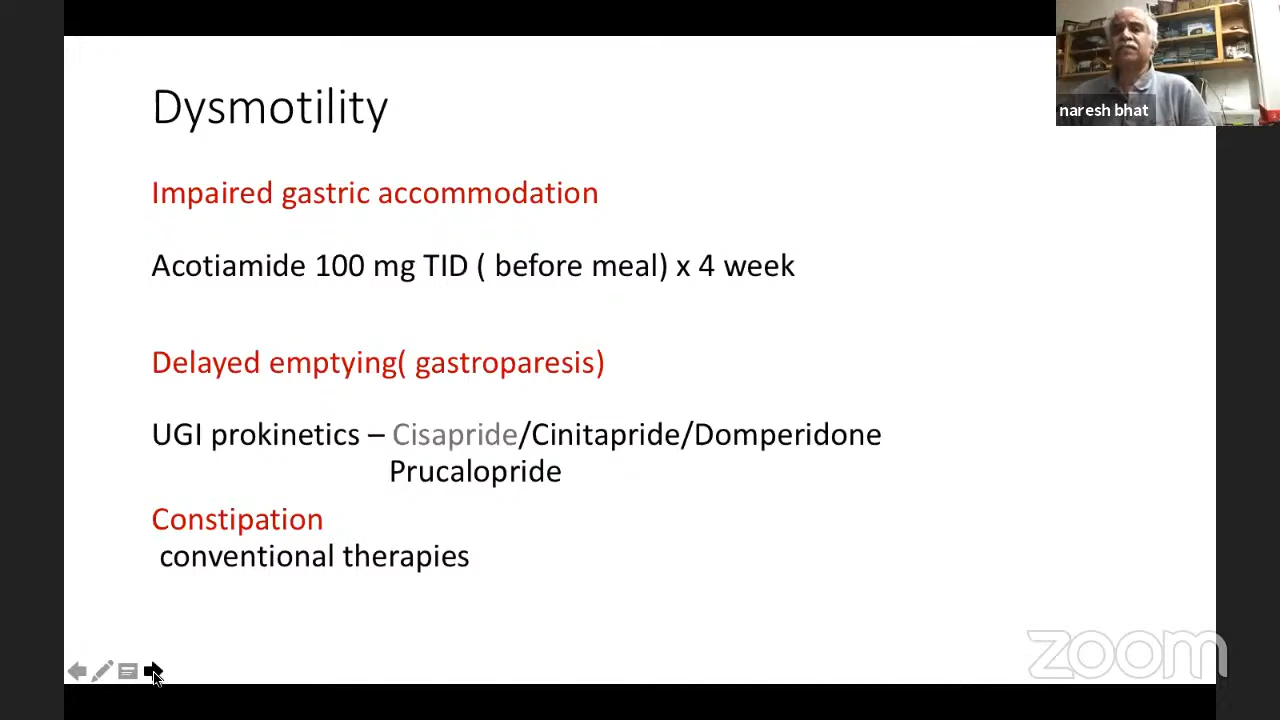 Dysmotility
naresh bhat
Impaired gastric accommodation
Acotiamide 100 mg TID ( before meal) x 4 week
Delayed emptying( gastroparesis)
UGI prokinetics – Cisapride/Cinitapride/Domperidone
Prucalopride
Constipation
conventional therapies
zoom